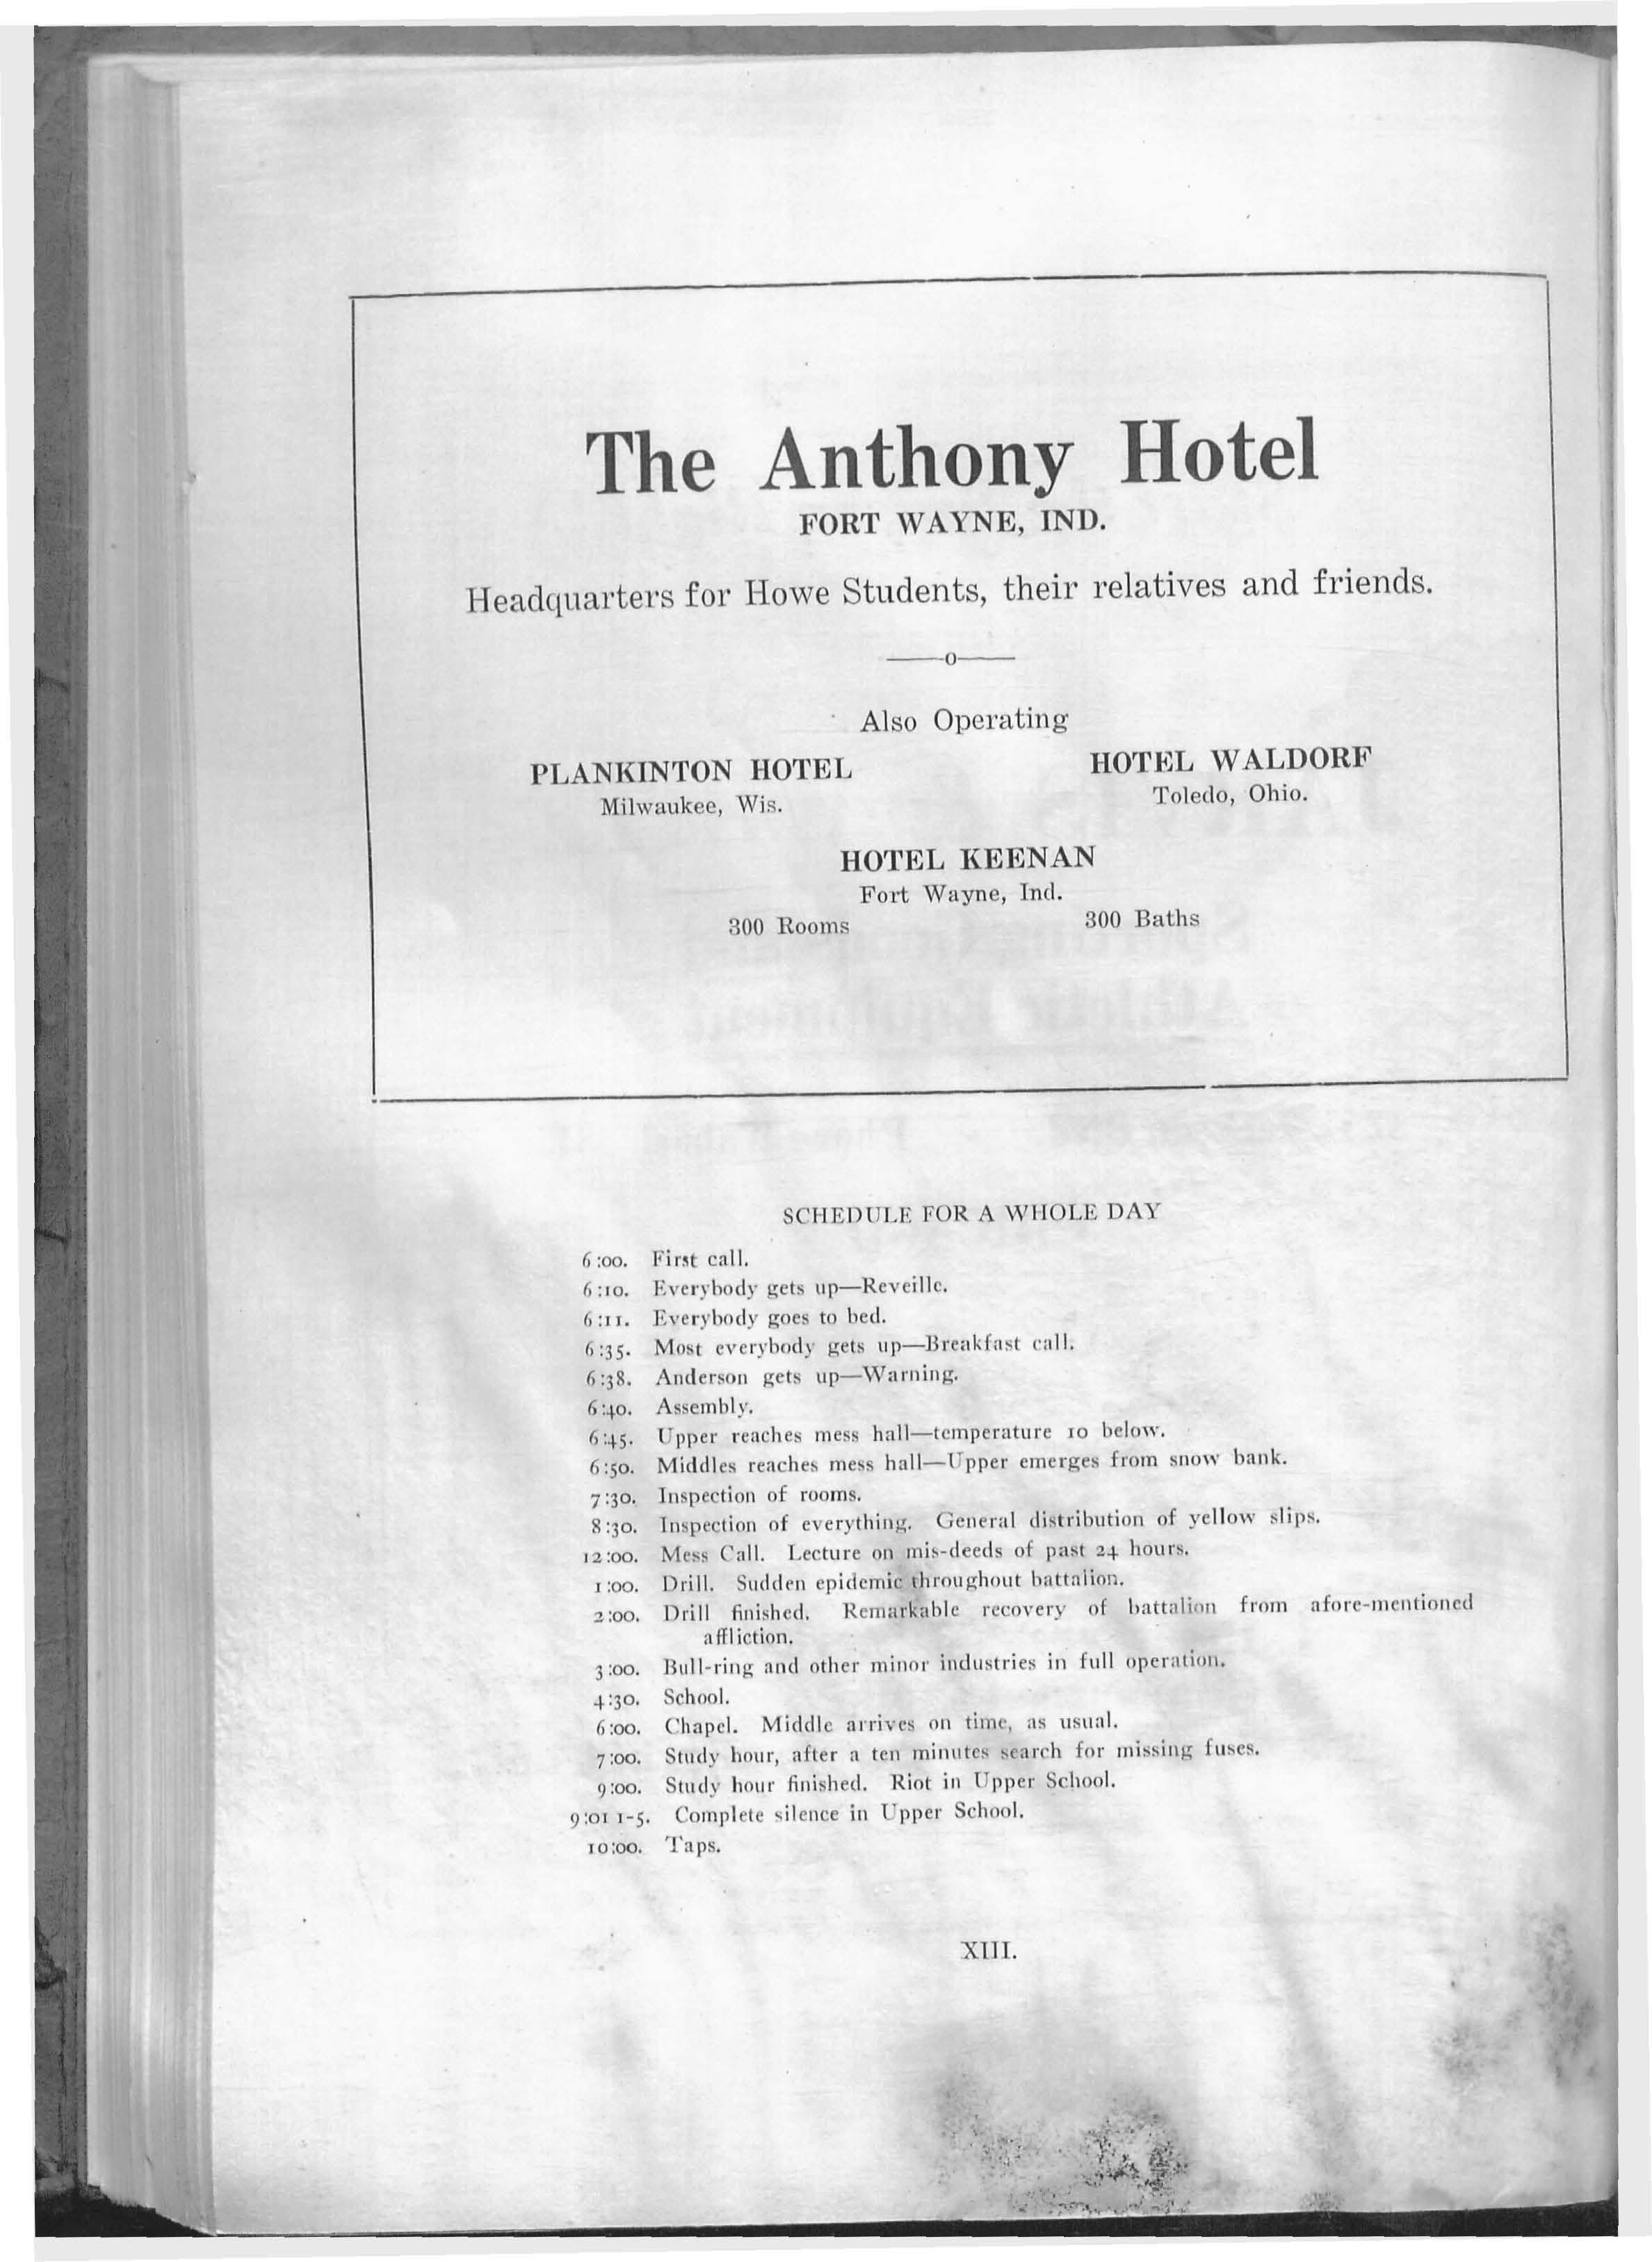 The Anthony Hotel
FORT WAYNE, IND.
Headquarters for Howe Students, their relatives and friends.
——o——
Also Operating
PLANKINTON HOTEL
Milwaukee, Wis.
HOTEL WALDORF
Toledo, Ohio.
HOTEL KEENAN
Fort Wayne, Ind.
300 Rooms 300 Baths
SCHEDULE FOR A WHOLE DAY
6:00. First call.
6:10. Everybody gets up—Reveille.
6:11. Everybody goes to bed.
6:35. Most everybody gets up—Breakfast call.
6:38. Anderson gets up—Warning.
6:40. Assembly.
6:45. Upper reaches mess hall—temperature 10 below.
6:50. Middles reaches mess hall—Upper emerges from snow bank.
7:30. Inspection of rooms.
8:30. Inspection of everything. General distribution of yellow slips.
12:00. Mess Call. Lecture on mis-deeds of past 24 hours.
1:00. Drill. Sudden epidemic throughout battalion.
2:00. Drill finished. Remarkable recovery of battalion from afore-mentioned
affliction.
3:00. Bull-ring and other minor industries in full operation.
4:30. School.
6:00. Chapel. Middle arrives on time, as usual.
7:00. Study hour, after a ten minutes search for missing fuses.
9:00. Study hour finished. Riot in Upper School.
9:01 1-5. Complete silence in Upper School.
10:00. Taps.
XIII.